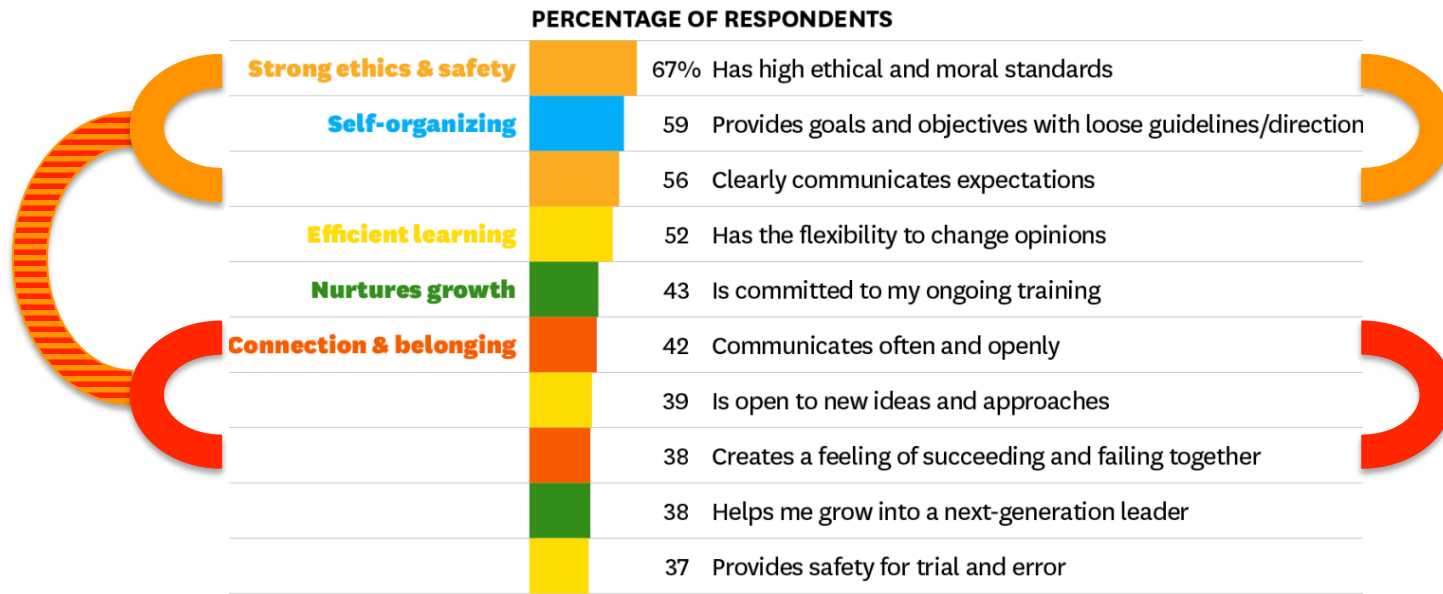 PERCENTAGE OF RESPONDENTS
Strong ethics & safety 67% Has high ethical and moral standards
Self-organizing 59 Provides goals and objectives with loose guidelines/direction
56 Clearly communicates expectations
Efficient learning 52 Has the flexibility to change opinions
Nurtures growth 43 Is committed to my ongoing training
Connection & belonging 42 Communicates often and openly
39 Is open to new ideas and approaches
38 Creates a feeling of succeeding and failing together
38 Helps me grow into a next-generation leader
37 Provides safety for trial and error